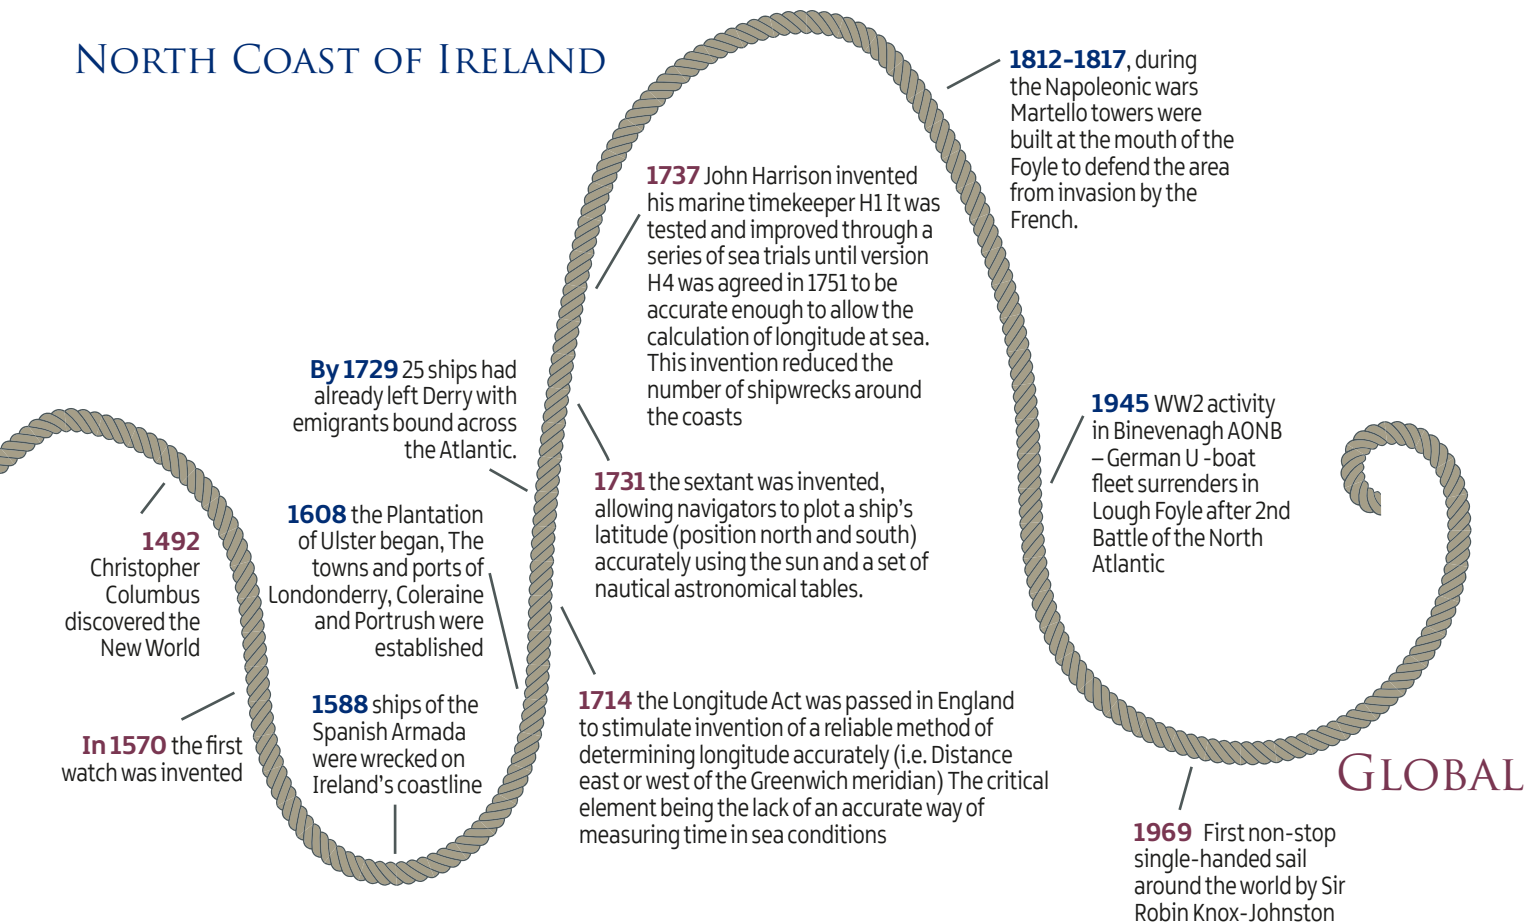 NORTH COAST OF IRELAND
1492
Christopher
Columbus
discovered the
New World
In 1570 the first
watch was invented
1588 ships of the
Spanish Armada
were wrecked on
Ireland's coastline
1608 the Plantation
of Ulster began, The
towns and ports of
Londonderry, Coleraine
and Portrush were
established
By 1729 25 ships had
already left Derry with
emigrants bound across
the Atlantic.
1714 the Longitude Act was passed in England
to stimulate invention of a reliable method of
determining longitude accurately (i.e. Distance
east or west of the Greenwich meridian) The critical
element being the lack of an accurate way of
measuring time in sea conditions
1731 the sextant was invented,
allowing navigators to plot a ship's
latitude (position north and south)
accurately using the sun and a set of
nautical astronomical tables.
1737 John Harrison invented
his marine timekeeper H1 It was
tested and improved through a
series of sea trials until version
H4 was agreed in 1751 to be
accurate enough to allow the
calculation of longitude at sea.
This invention reduced the
number of shipwrecks around
the coasts
1812-1817, during
the Napoleonic wars
Martello towers were
built at the mouth of the
Foyle to defend the area
from invasion by the
French.
1945 WW2 activity
in Binevenagh AONB
– German U -boat
fleet surrenders in
Lough Foyle after 2nd
Battle of the North
Atlantic
GLOBAL
1969 First non-stop
single-handed sail
around the world by Sir
Robin Knox-Johnston